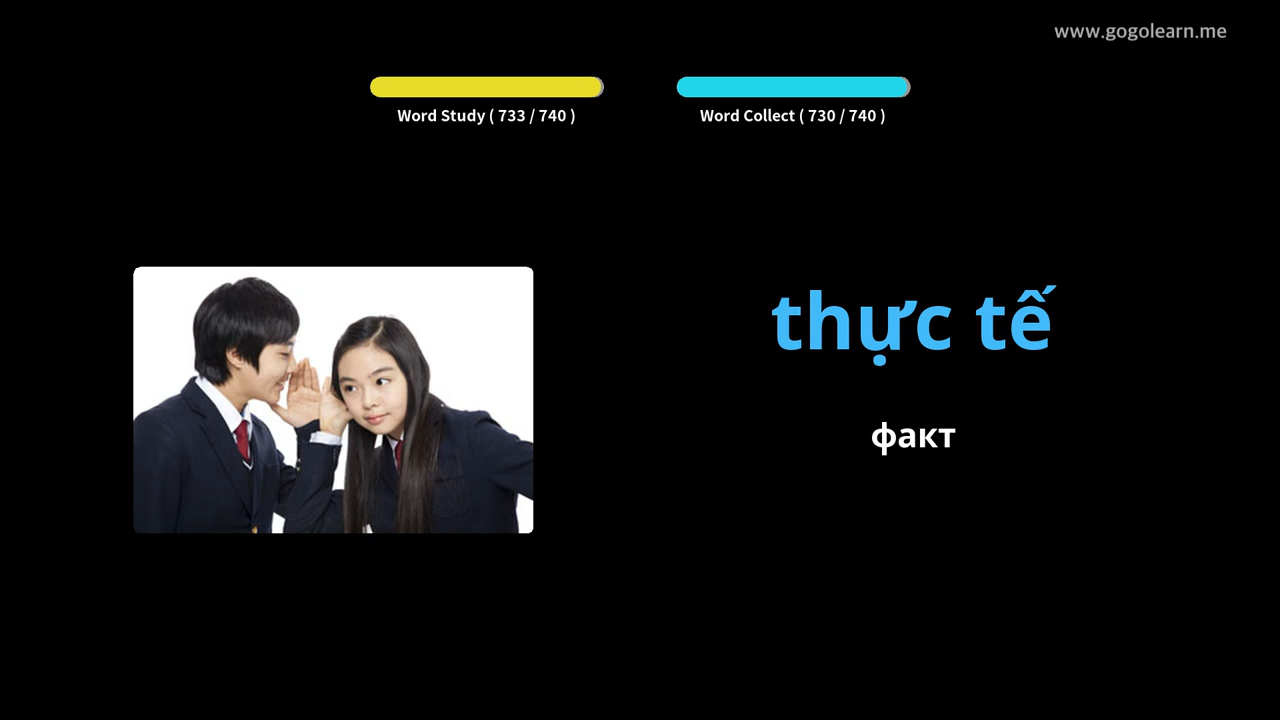 www.gogolearn.me
Word Study ( 733 / 740 )
Word Collect ( 730 / 740 )
thực tế
факт